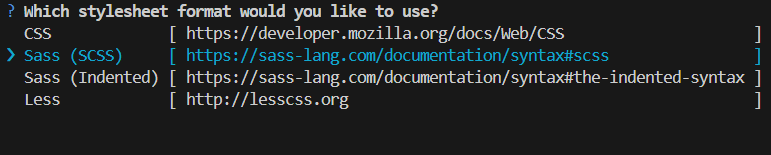 ? Which stylesheet format would you like to use?
  CSS             [ https://developer.mozilla.org/docs/Web/CSS                     ]
❯ Sass (SCSS)     [ https://sass-lang.com/documentation/syntax#scss                ]
  Sass (Indented) [ https://sass-lang.com/documentation/syntax#the-indented-syntax ]
  Less            [ http://lesscss.org                                             ]